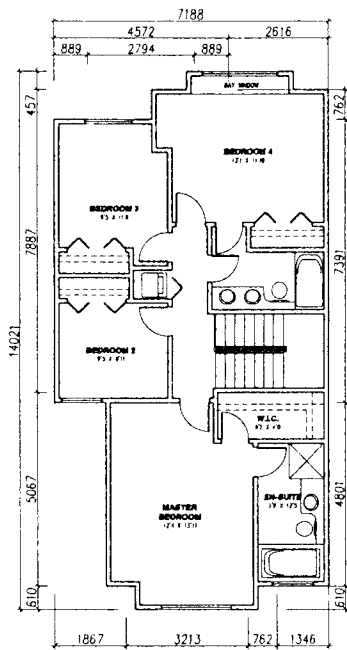 7188
4572 2616
889 2794 889
457
762
BAY WINDOW
BEDROOM 4
BEDROOM 3
7887
7391
14021
BEDROOM 2
W.I.C.
MASTER
BEDROOM
EN-SUITE
5067
4801
610
610
1867 3213 762 1346